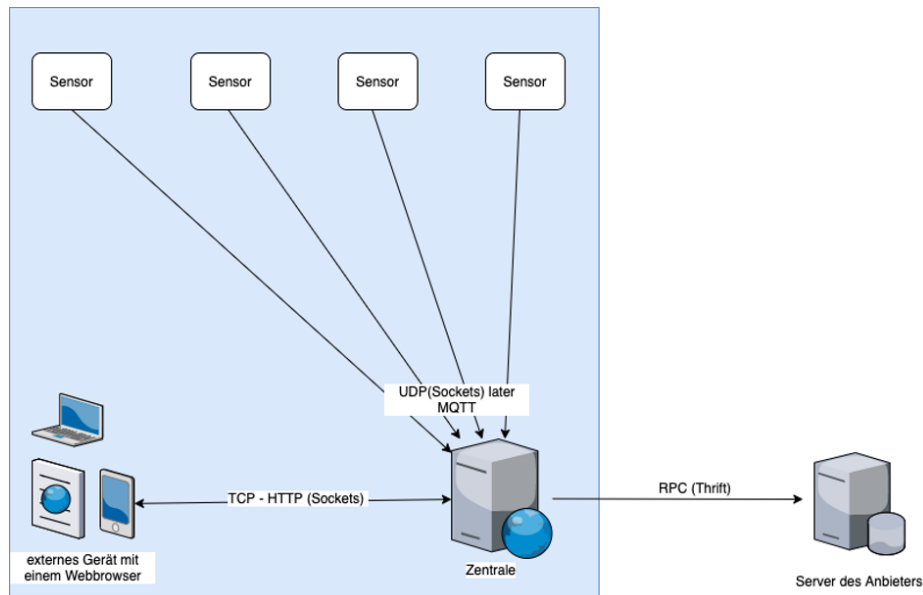 Sensor
Sensor
Sensor
Sensor
UDP(Sockets) later
MQTT
TCP - HTTP (Sockets)
RPC (Thrift)
externes Gerät mit
einem Webbrowser
Zentrale
Server des Anbieters